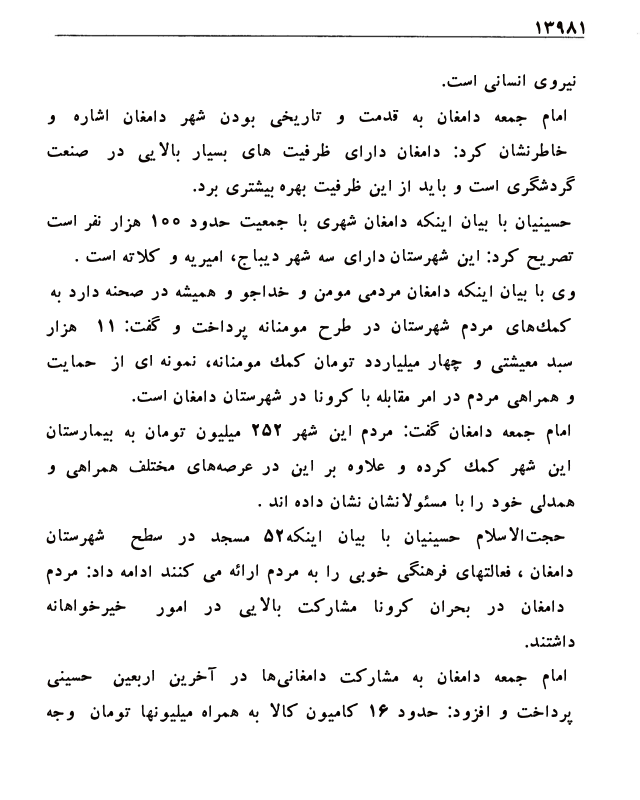 ۱۳۹۸۱
نیروی انسانی است.
امام جمعه دامغان به قدمت و تاریخی بودن شهر دامغان اشاره و
خاطرنشان کرد: دامغان دارای ظرفیت های بسیار بالایی در صنعت
گردشگری است و باید از این ظرفیت بهره بیشتری برد.
حسینیان با بیان اینکه دامغان شهری با جمعیت حدود ۱۰۰ هزار نفر است
تصریح کرد: این شهرستان دارای سه شهر دیباج، امیریه و کلاته است .
وی با بیان اینکه دامغان مردمی مومن و خداجو و همیشه در صحنه دارد به
کمك‌های مردم شهرستان در طرح مومنانه پرداخت و گفت: ۱۱ هزار
سبد معیشتی و چهار میلیاردد تومان کمك مومنانه، نمونه ای از حمایت
و همراهی مردم در امر مقابله با کرونا در شهرستان دامغان است.
امام جمعه دامغان گفت: مردم این شهر ۲۵۲ میلیون تومان به بیمارستان
این شهر کمك کرده و علاوه بر این در عرصه‌های مختلف همراهی و
همدلی خود را با مسئولانشان نشان داده اند .
حجت‌الاسلام حسینیان با بیان اینکه۵۲ مسجد در سطح شهرستان
دامغان ، فعالتهای فرهنگی خوبی را به مردم ارائه می کنند ادامه داد: مردم
دامغان در بحران کرونا مشارکت بالایی در امور خیرخواهانه
داشتند.
امام جمعه دامغان به مشارکت دامغانی‌ها در آخرین اربعین حسینی
پرداخت و افزود: حدود ۱۶ کامیون کالا به همراه میلیونها تومان وجه